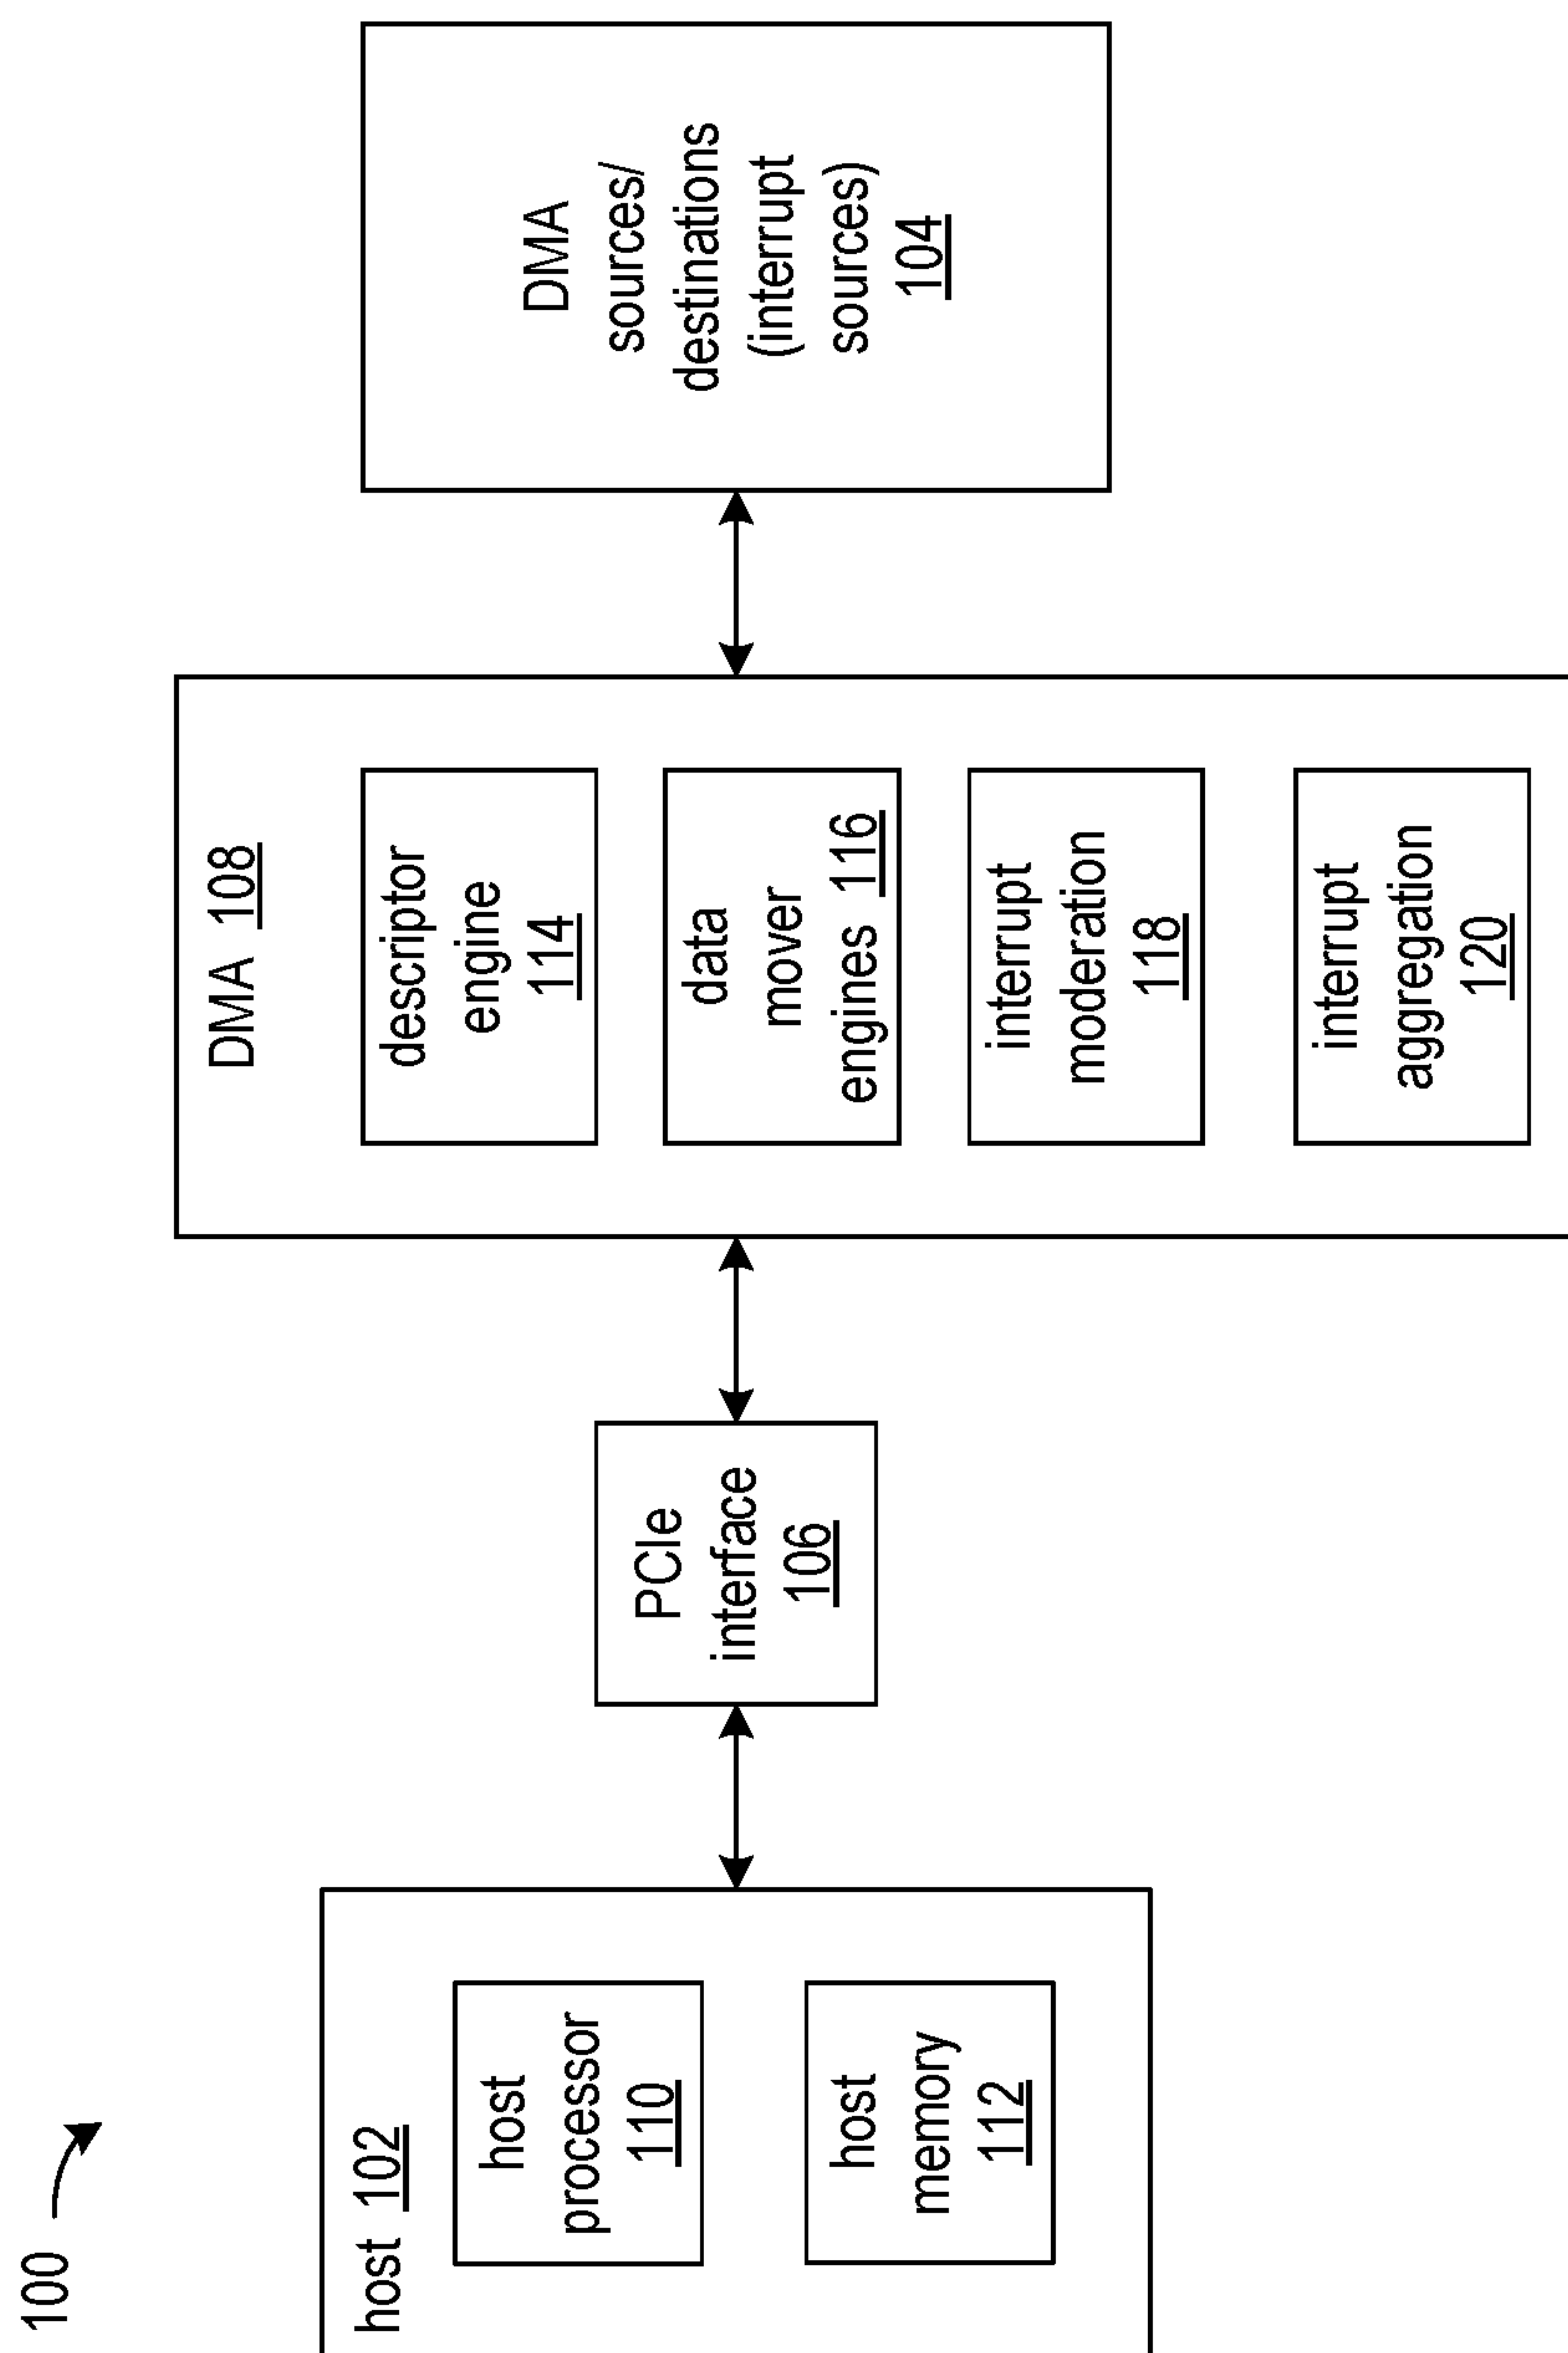 100
host 102
host
processor
110
host
memory
112
PCIe
interface
106
DMA 108
descriptor
engine
114
data
mover
engines 116
interrupt
moderation
118
interrupt
aggregation
120
DMA
sources/
destinations
(interrupt
sources)
104